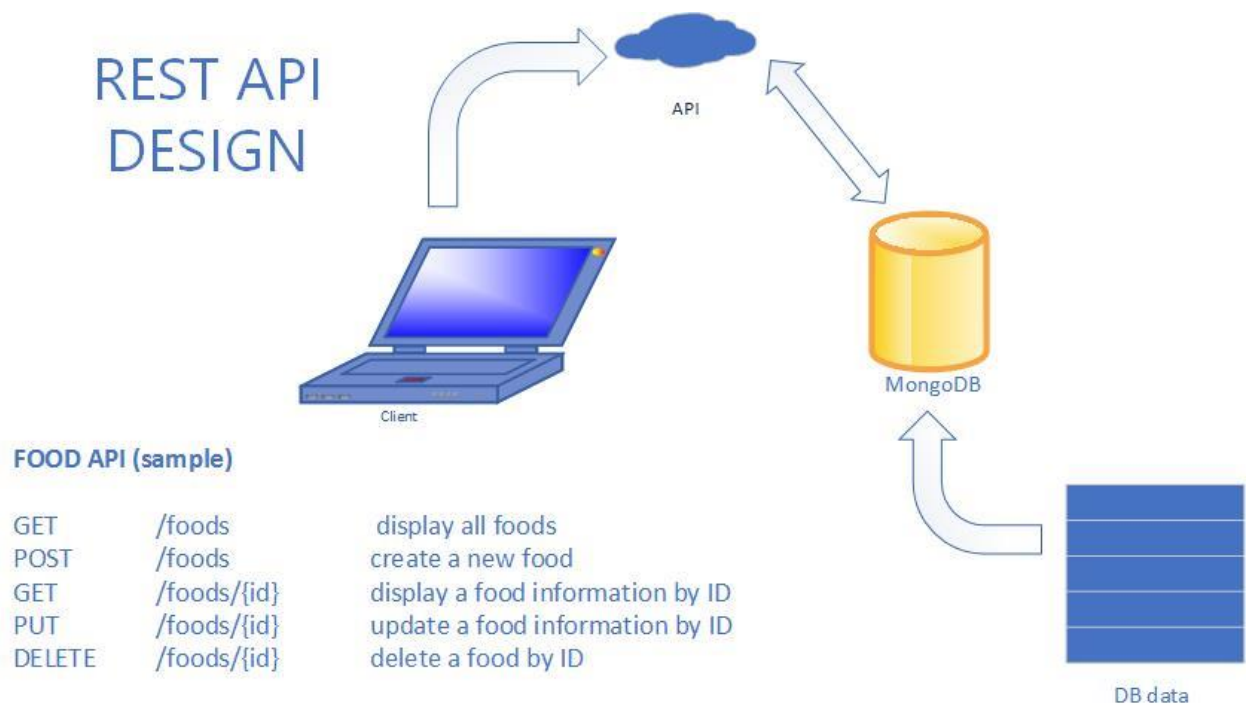 REST API
DESIGN
API
MongoDB
Client
FOOD API (sample)
GET /foods display all foods
POST /foods create a new food
GET /foods/{id} display a food information by ID
PUT /foods/{id} update a food information by ID
DELETE /foods/{id} delete a food by ID
DB data